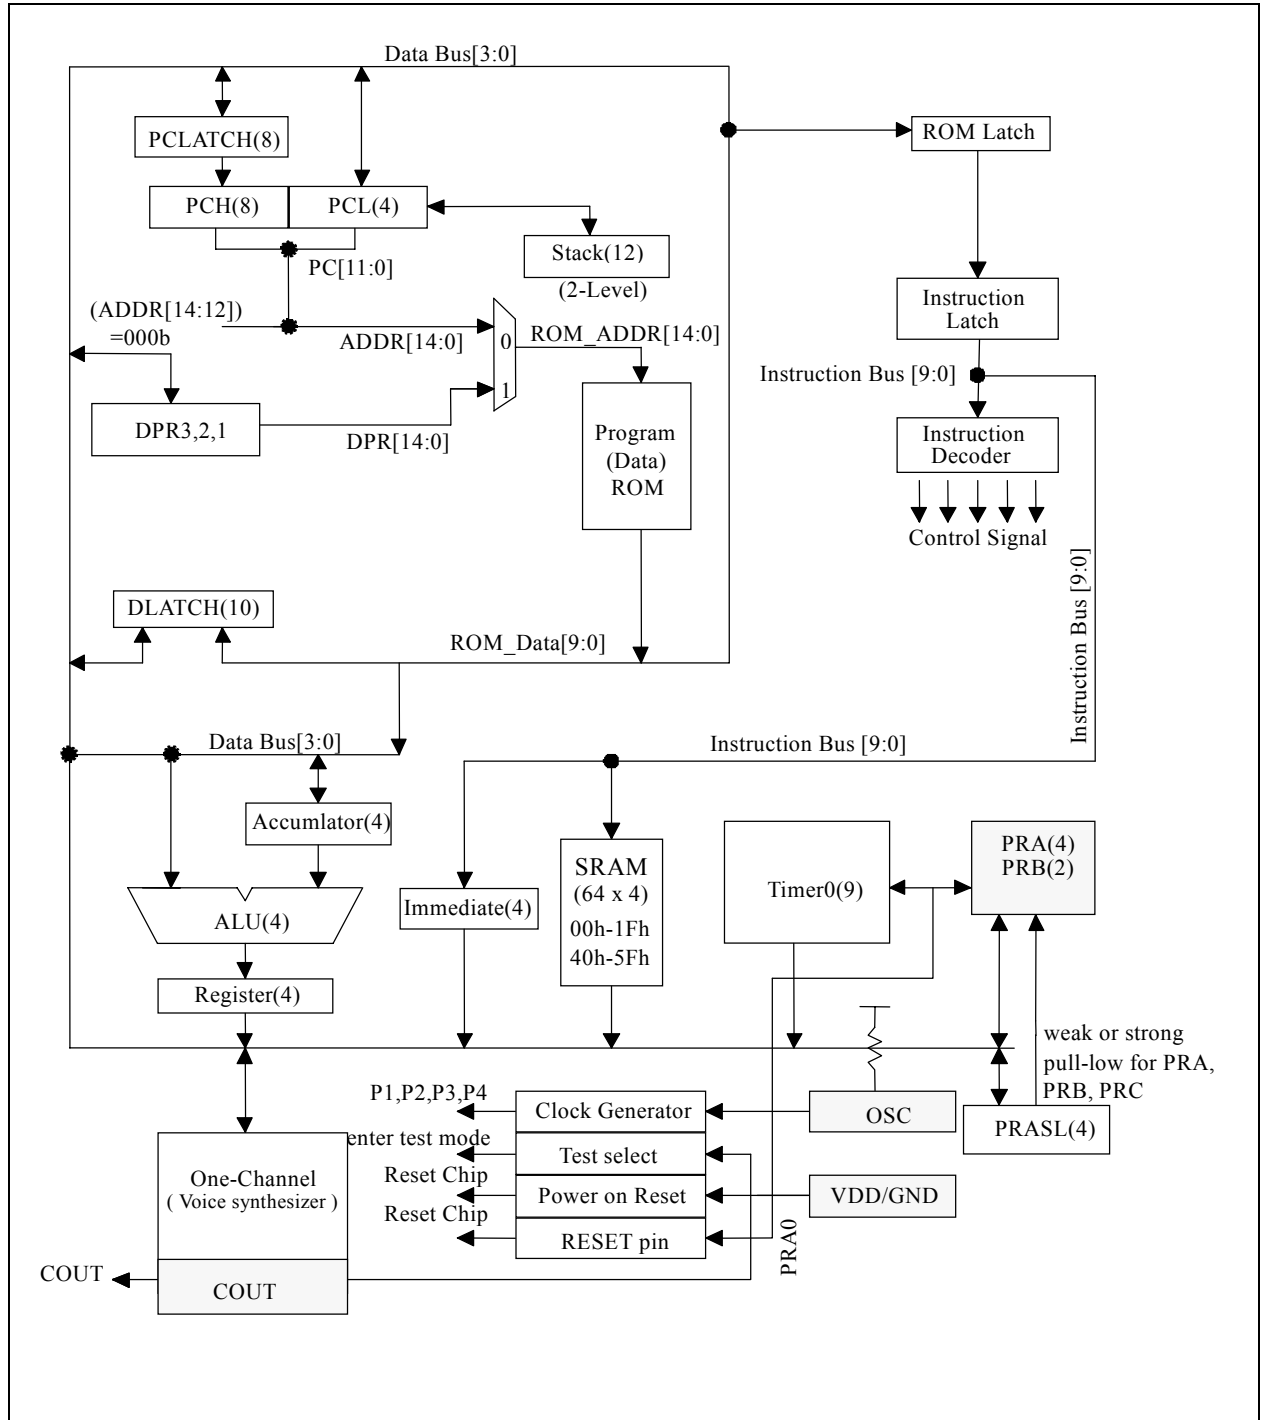 Data Bus[3:0]
PCLATCH(8)
ROM Latch
PCH(8)
PCL(4)
Stack(12)
(2-Level)
PC[11:0]
(ADDR[14:12])
=000b
ADDR[14:0]
0
1
ROM_ADDR[14:0]
Instruction
Latch
Instruction Bus [9:0]
DPR3,2,1
DPR[14:0]
Program
(Data)
ROM
Instruction
Decoder
Control Signal
Instruction Bus [9:0]
DLATCH(10)
ROM_Data[9:0]
Data Bus[3:0]
Instruction Bus [9:0]
Accumlator(4)
ALU(4)
Register(4)
Immediate(4)
SRAM
(64 x 4)
00h-1Fh
40h-5Fh
Timer0(9)
PRA(4)
PRB(2)
weak or strong
pull-low for PRA,
PRB, PRC
PRASL(4)
P1,P2,P3,P4
Clock Generator
OSC
enter test mode
Test select
Reset Chip
Power on Reset
VDD/GND
Reset Chip
RESET pin
PRA0
One-Channel
( Voice synthesizer )
COUT
COUT